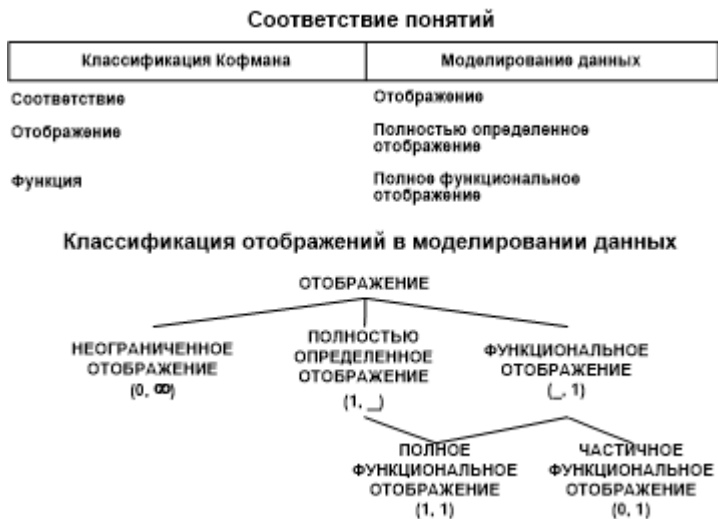 Соответствие понятий
Классификация Кофмана Моделирование данных
Соответствие Отображение
Отображение Полностью определенное
отображение
Функция Полное функциональное
отображение
Классификация отображений в моделировании данных
ОТОБРАЖЕНИЕ
НЕОГРАНИЧЕННОЕ
ОТОБРАЖЕНИЕ
(0, ∞)
ПОЛНОСТЬЮ
ОПРЕДЕЛЕННОЕ
ОТОБРАЖЕНИЕ
(1, _)
ФУНКЦИОНАЛЬНОЕ
ОТОБРАЖЕНИЕ
(_, 1)
ПОЛНОЕ
ФУНКЦИОНАЛЬНОЕ
ОТОБРАЖЕНИЕ
(1, 1)
ЧАСТИЧНОЕ
ФУНКЦИОНАЛЬНОЕ
ОТОБРАЖЕНИЕ
(0, 1)